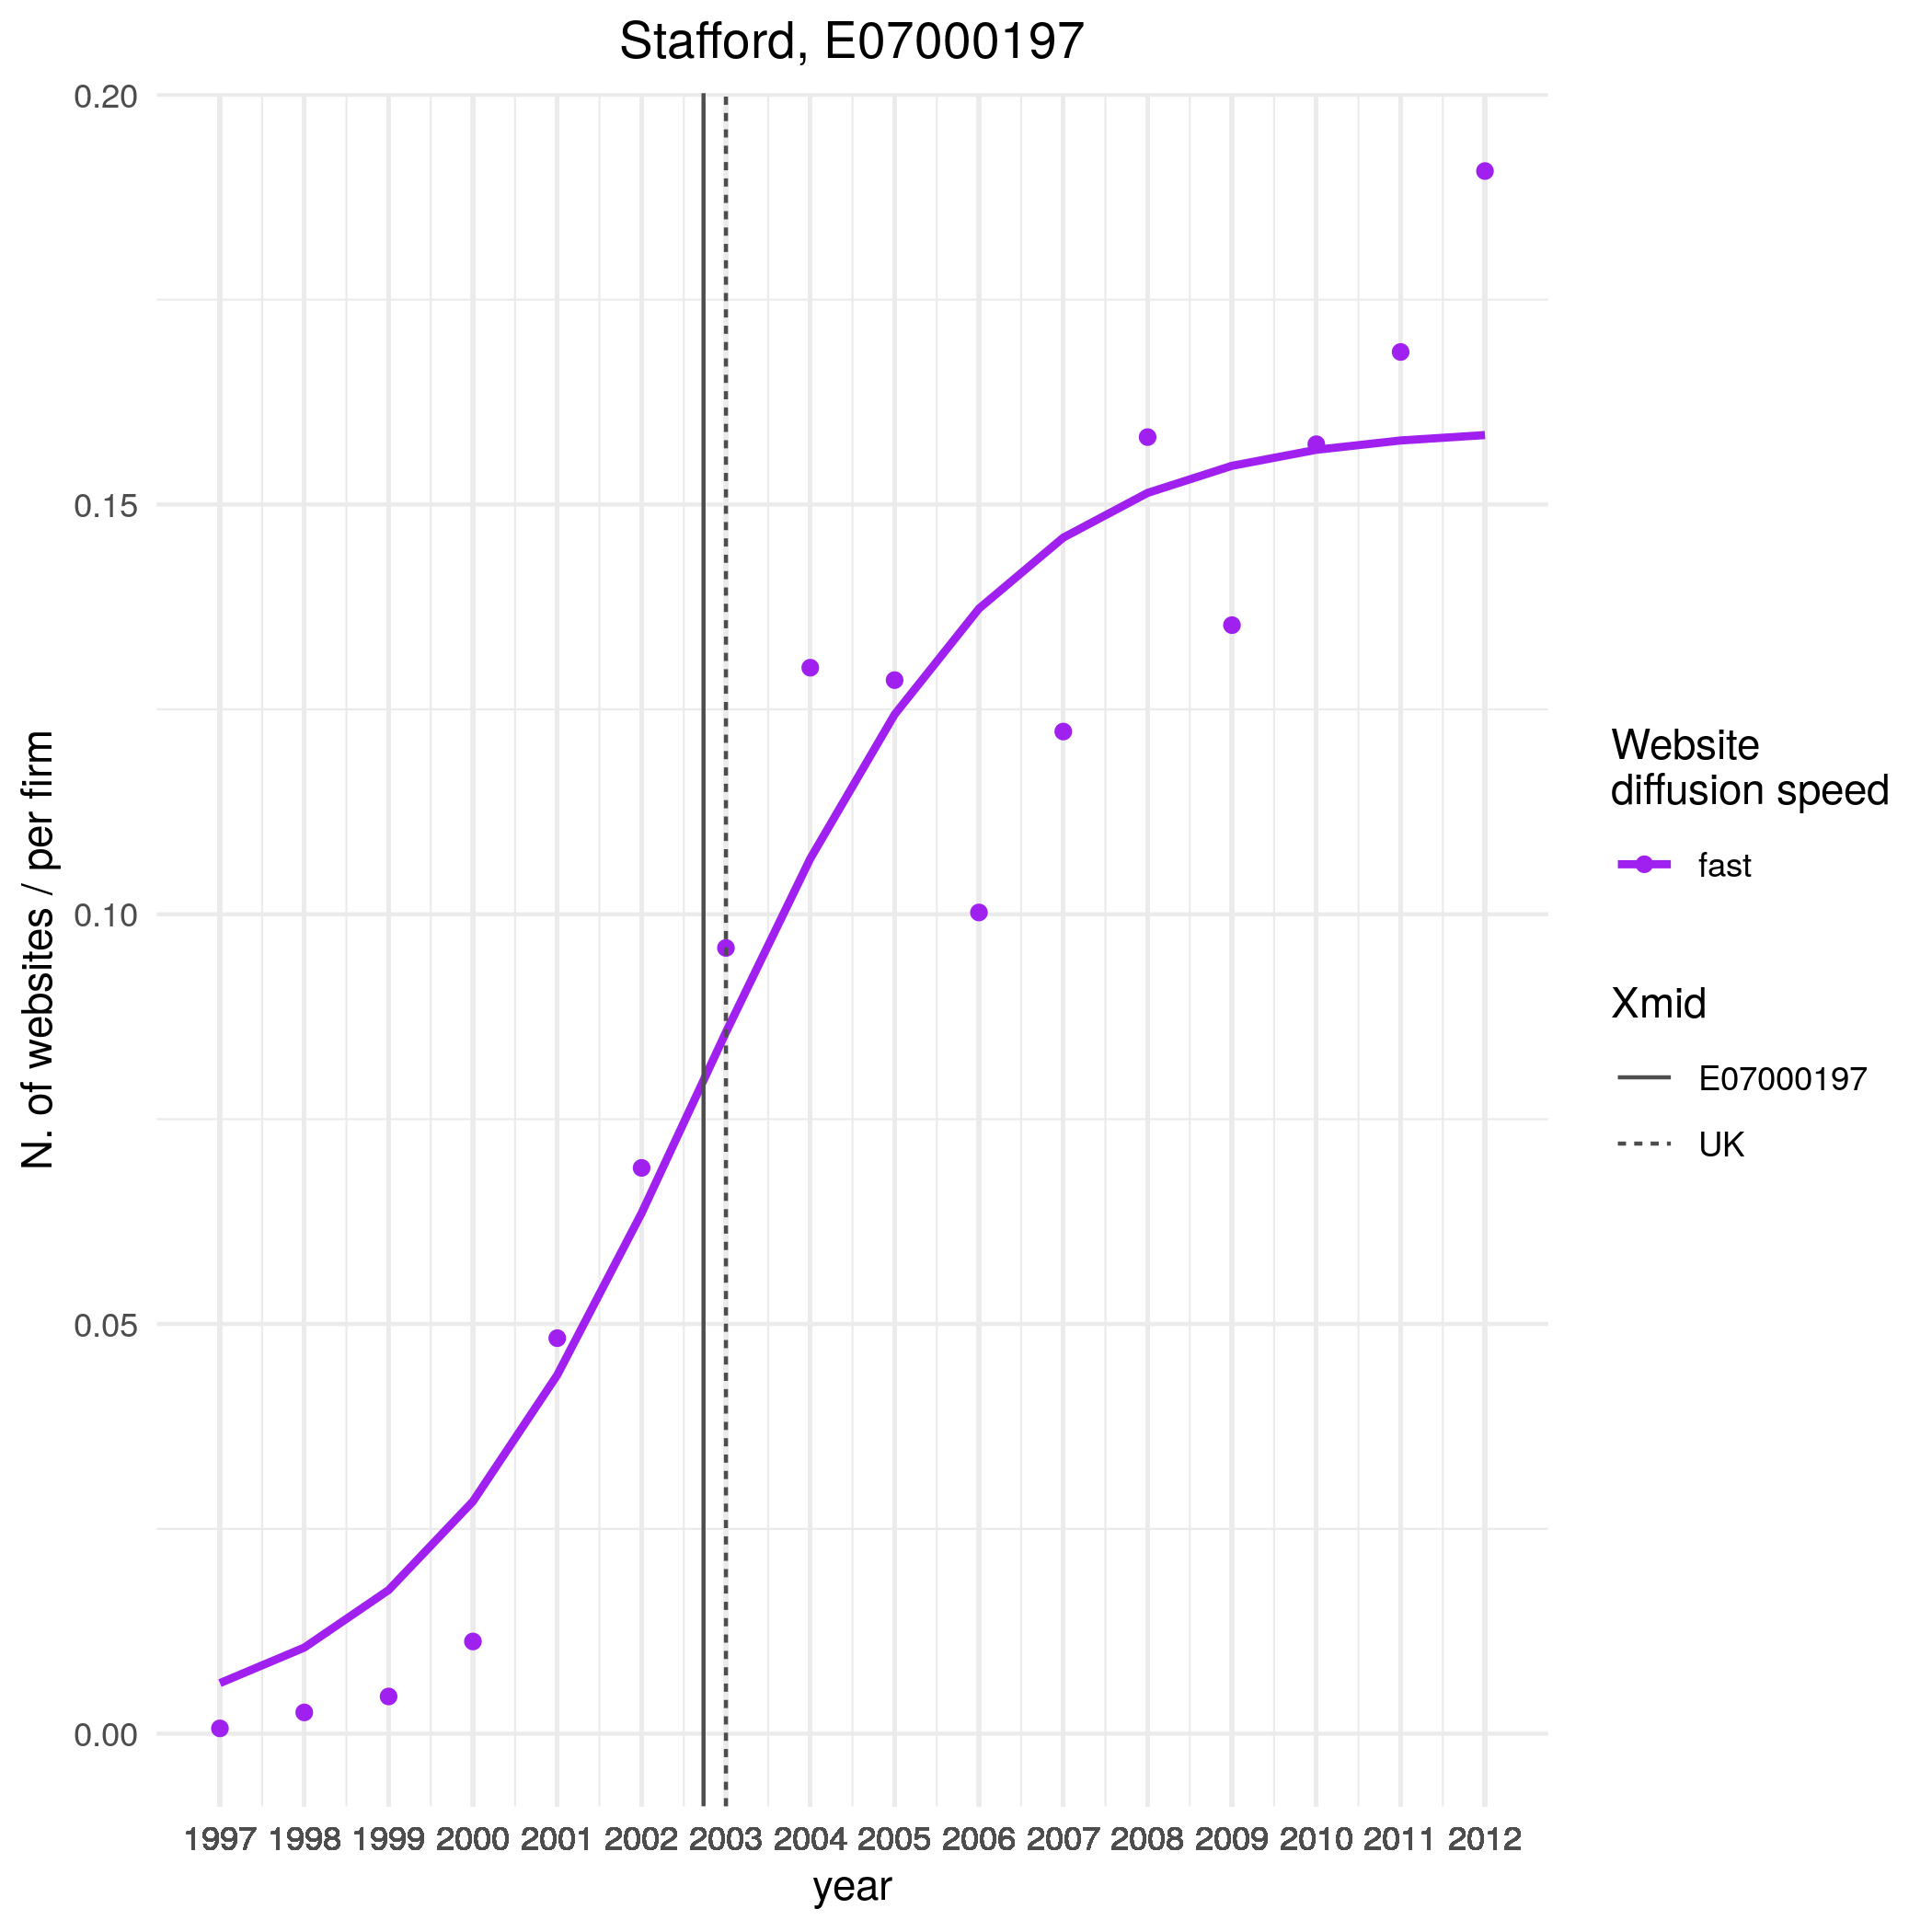 Stafford, E07000197
0.20
0.15
0.10
0.05
0.00
N. of websites / per firm
1997 1998 1999 2000 2001 2002 2003 2004 2005 2006 2007 2008 2009 2010 2011 2012
year
Website
diffusion speed
fast
Xmid
E07000197
UK